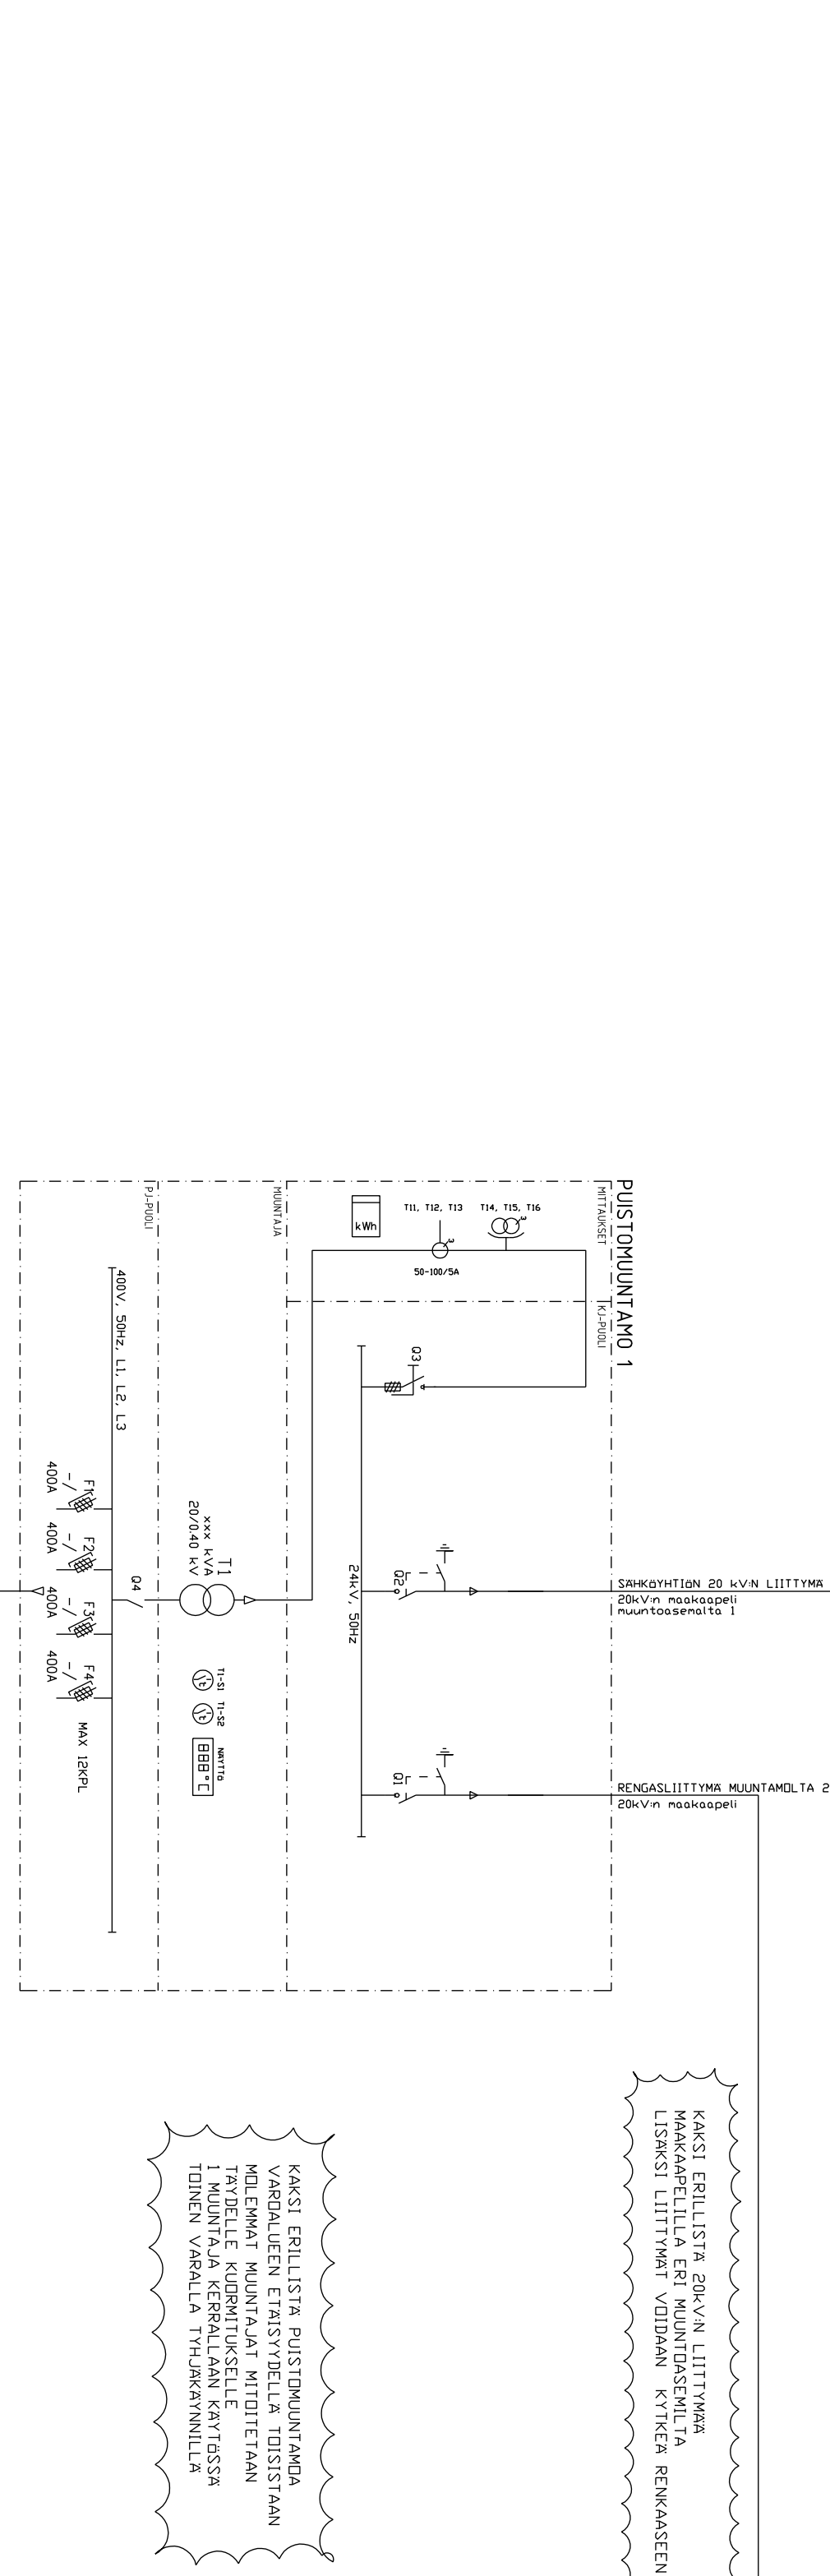 PUISTOMUUNTAMO 1
MITTAUKSET
KJ-PUOLI
T14, T15, T16
3
T11, T12, T13
3
50-100/5A
kWh
Q3
24kV, 50Hz
Q2
Q1
SÄHKÖYHTIÖN 20 kV:N LIITTYMÄ
20kV:n maakaapeli
muuntoasemalta 1
RENGASLIITTYMÄ MUUNTAMOLTA 2
20kV:n maakaapeli
MUUNTAJA
T1
xxx kVA
20/0.40 kV
T1-S1
T1-S2
NÄYTTÖ
888°C
PJ-PUOLI
400V, 50Hz, L1, L2, L3
Q4
F1
400A
F2
400A
F3
400A
F4
400A
MAX 12KPL
KAKSI ERILLISTÄ 20kV:N LIITTYMÄÄ
MAAKAAPELILLA ERI MUUNTOASEMILTA
LISÄKSI LIITTYMÄT VOIDAAN KYTKEÄ RENKAASEEN
KAKSI ERILLISTÄ PUISTOMUUNTAMOA
VAROALUEEN ETÄISYYDELLÄ TOISISTAAN
MOLEMMAT MUUNTAJAT MITOITETAAN
TÄYDELLE KUORMITUKSELLE
1 MUUNTAJA KERRALLAAN KÄYTÖSSÄ
TOINEN VARALLA TYHJÄKÄYNNILLÄ